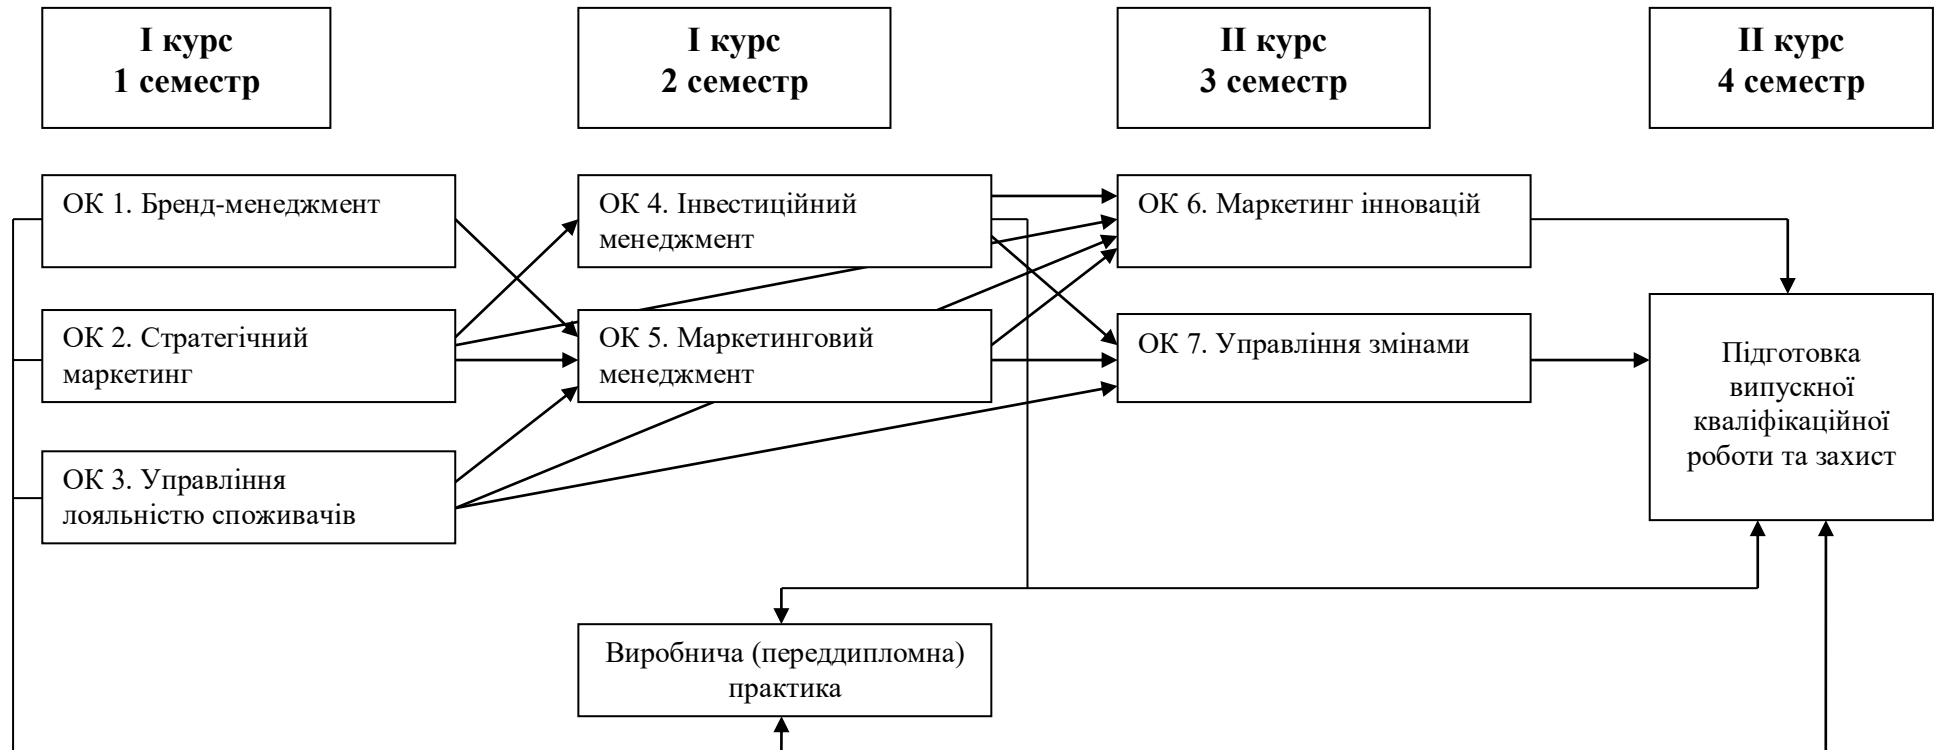 І курс
1 семестр
І курс
2 семестр
ІІ курс
3 семестр
ІІ курс
4 семестр
ОК 1. Бренд-менеджмент
ОК 2. Стратегічний
маркетинг
ОК 3. Управління
лояльністю споживачів
ОК 4. Інвестиційний
менеджмент
ОК 5. Маркетинговий
менеджмент
ОК 6. Маркетинг інновацій
ОК 7. Управління змінами
Підготовка
випускної
кваліфікаційної
роботи та захист
Виробнича (переддипломна)
практика